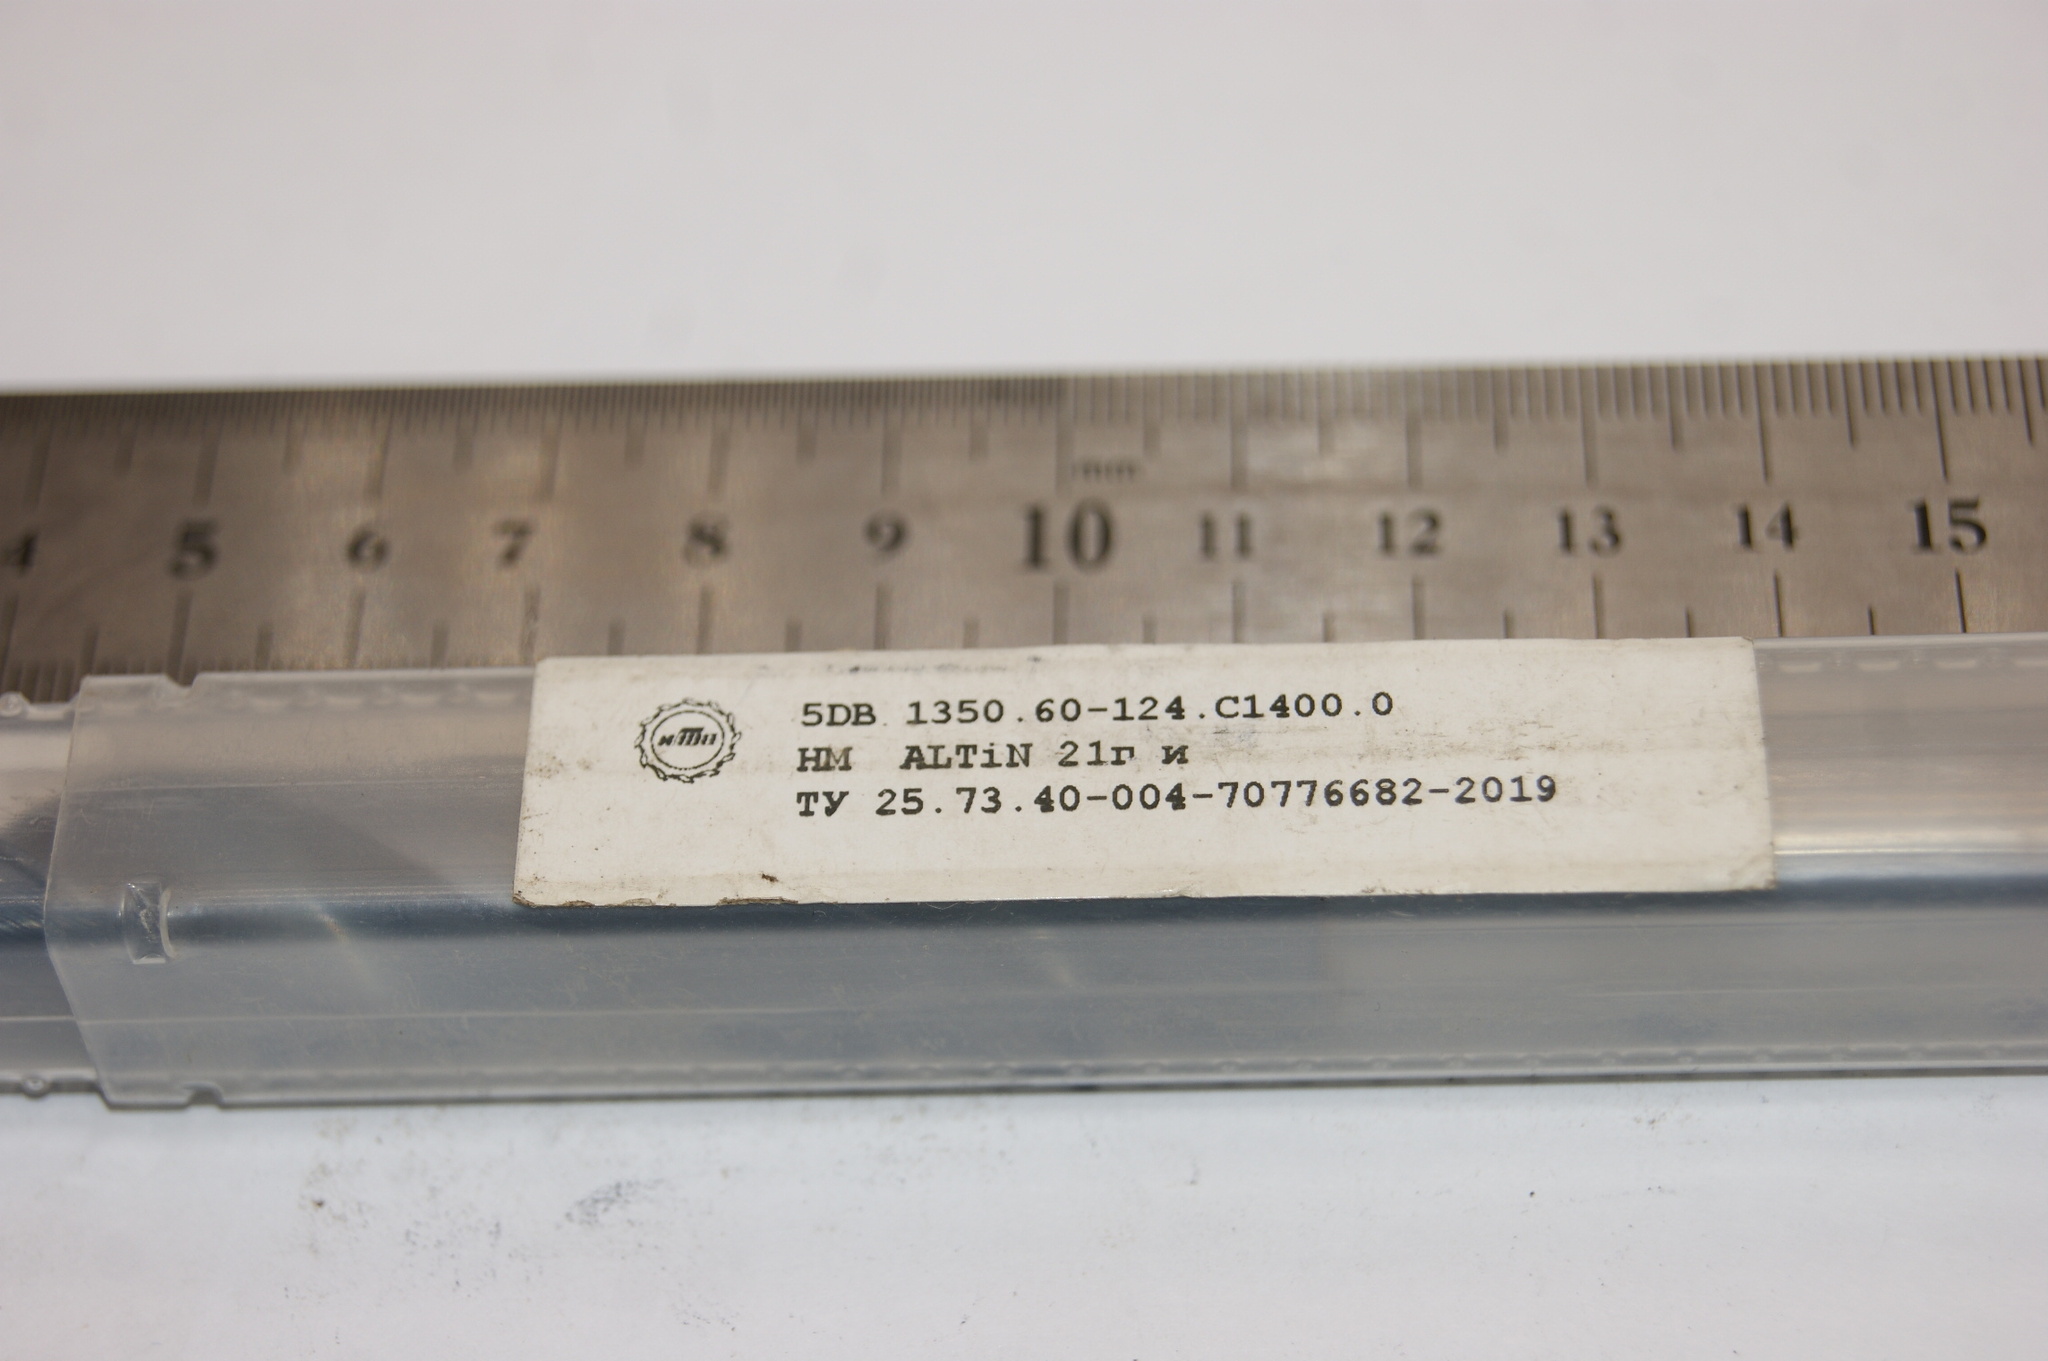 mm
4 5 6 7 8 9 10 11 12 13 14 15
5DB 1350.60-124.C1400.0
HM ALTiN 21г и
ТУ 25.73.40-004-70776682-2019